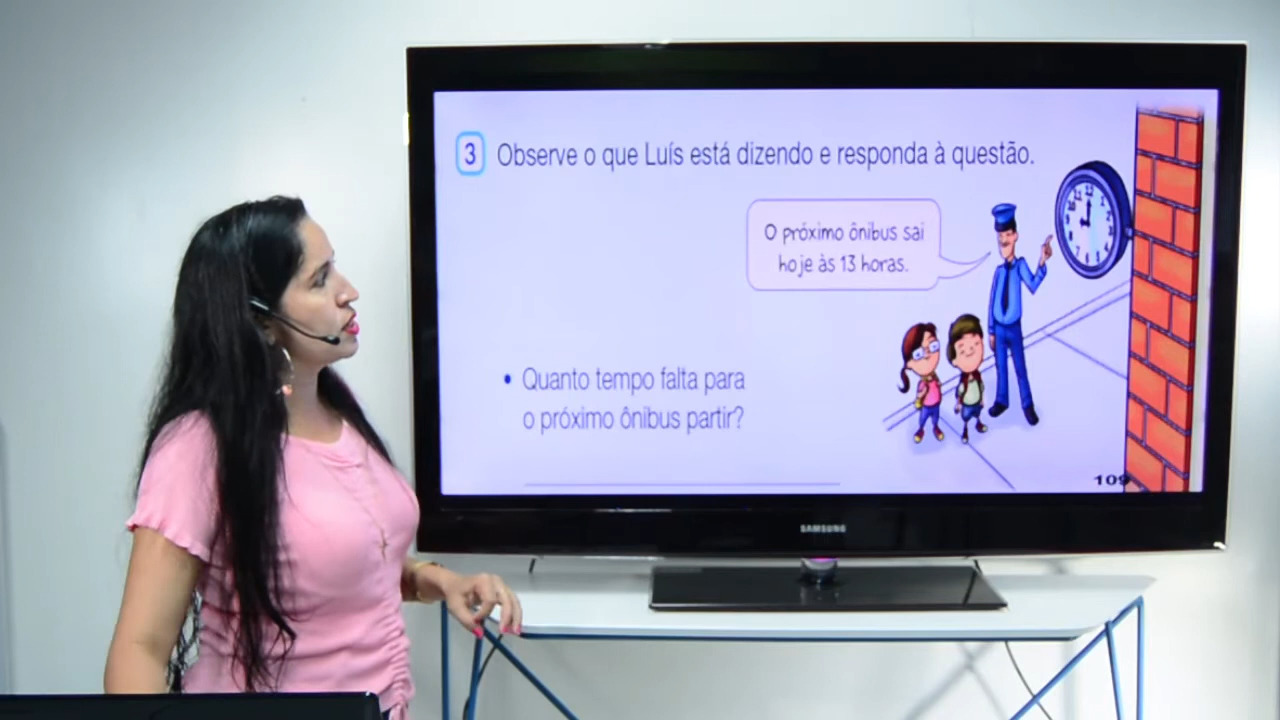 3 Observe o que Luís está dizendo e responda à questão.
O próximo ônibus sai
hoje às 13 horas.
• Quanto tempo falta para
o próximo ônibus partir?
109
SAMSUNG